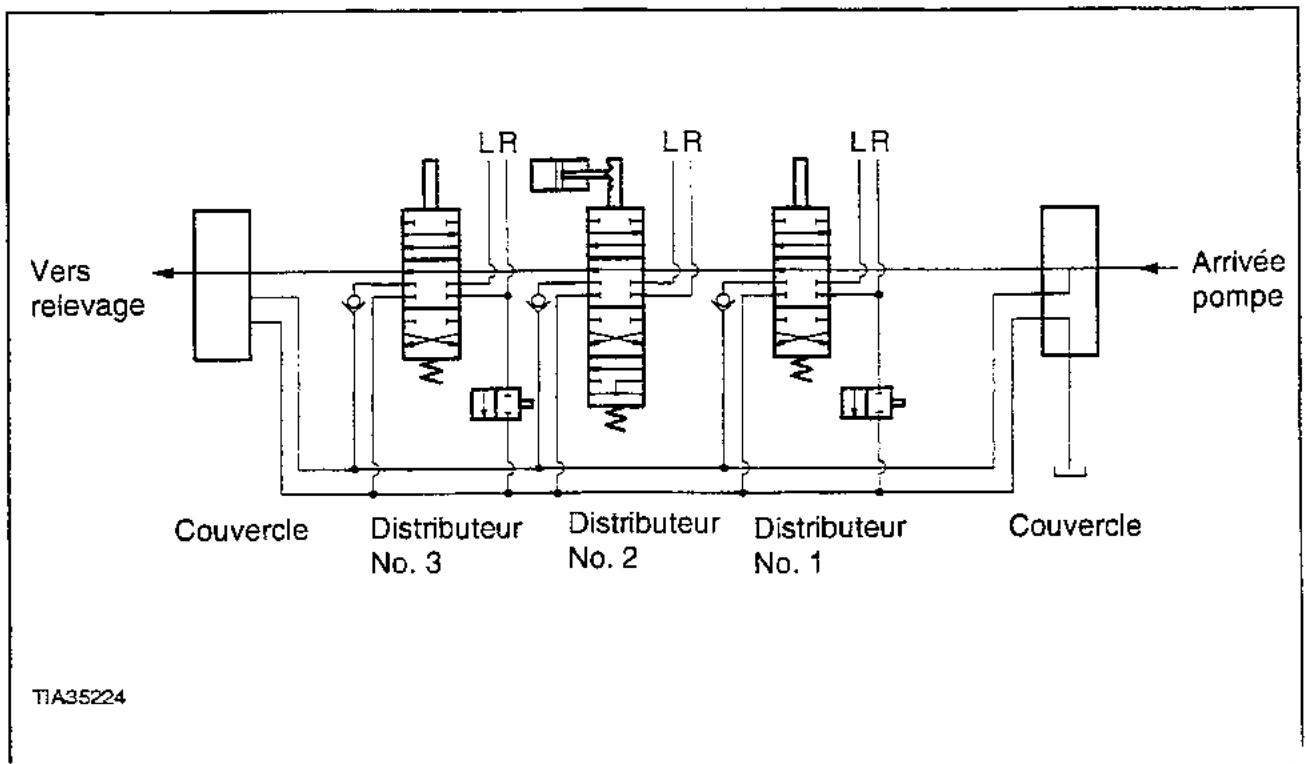 L R
L R
L R
Vers
relevage
Arrivée
pompe
Couvercle
Distributeur
No. 3
Distributeur
No. 2
Distributeur
No. 1
Couvercle
TIA35224